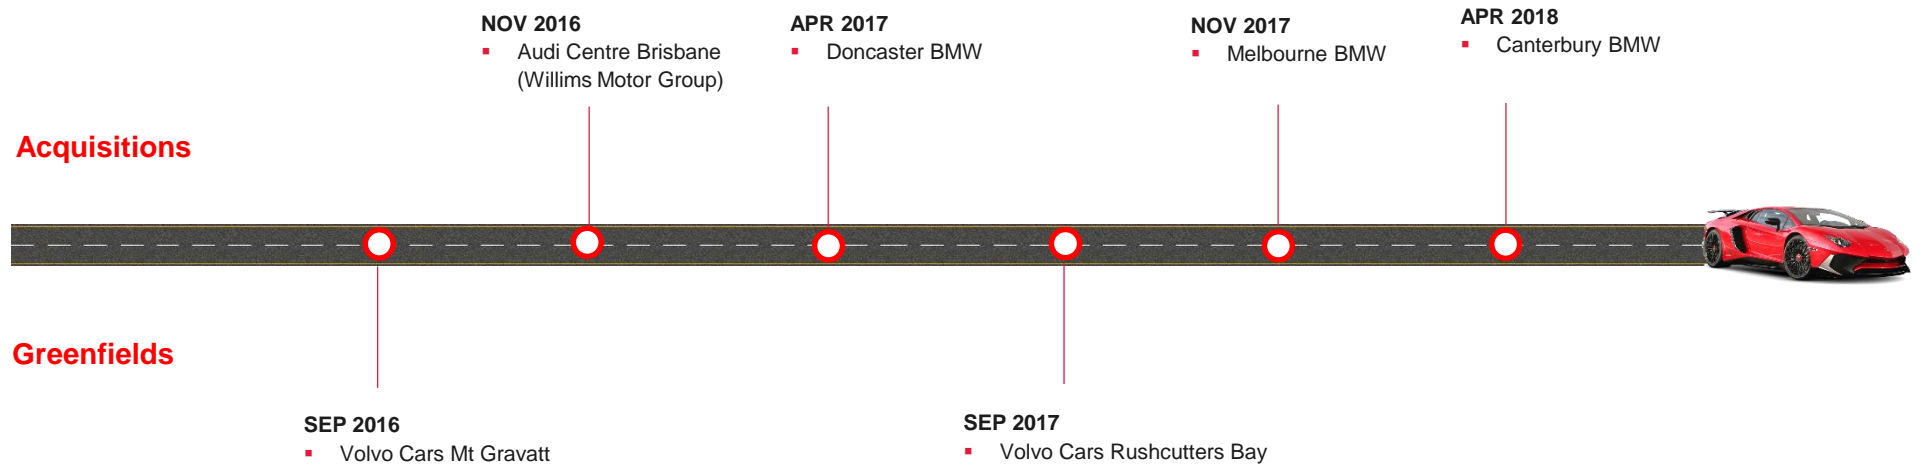 NOV 2016
▪ Audi Centre Brisbane
(Willims Motor Group)
APR 2017
▪ Doncaster BMW
NOV 2017
▪ Melbourne BMW
APR 2018
▪ Canterbury BMW
Acquisitions
Greenfields
SEP 2016
▪ Volvo Cars Mt Gravatt
SEP 2017
▪ Volvo Cars Rushcutters Bay